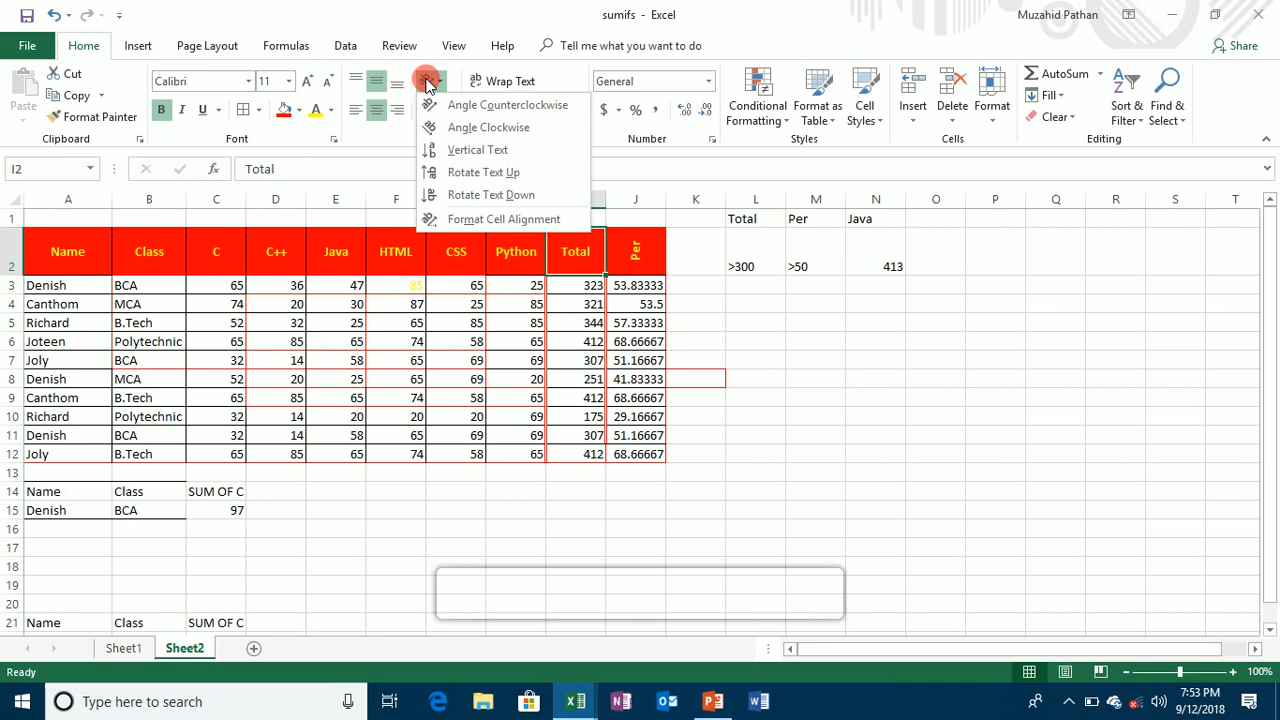 sumifs - Excel
Muzahid Pathan
File Home Insert Page Layout Formulas Data Review View Help Tell me what you want to do Share
Paste
Cut
Copy
Format Painter
Clipboard
Calibri 11
B I U A
Font
Wrap Text
Angle Counterclockwise
Angle Clockwise
Vertical Text
Rotate Text Up
Rotate Text Down
Format Cell Alignment
General
$ % ,
Number
Conditional Formatting
Format as Table
Cell Styles
Styles
Insert Delete Format
Cells
AutoSum
Fill
Clear
Sort & Filter
Find & Select
Editing
I2 fx Total
A B C D E F J K L M N O P Q R S T
1 Total Per Java
2 Name Class C C++ Java HTML CSS Python Total Per >300 >50 413
3 Denish BCA 65 36 47 85 65 25 323 53.83333
4 Canthom MCA 74 20 30 87 25 85 321 53.5
5 Richard B.Tech 52 32 25 65 85 85 344 57.33333
6 Joteen Polytechnic 65 85 65 74 58 65 412 68.66667
7 Joly BCA 32 14 58 65 69 69 307 51.16667
8 Denish MCA 52 20 25 65 69 20 251 41.83333
9 Canthom B.Tech 65 85 65 74 58 65 412 68.66667
10 Richard Polytechnic 32 14 20 20 20 69 175 29.16667
11 Denish BCA 32 14 58 65 69 69 307 51.16667
12 Joly B.Tech 65 85 65 74 58 65 412 68.66667
13
14 Name Class SUM OF C
15 Denish BCA 97
16
17
18
19
20
21 Name Class SUM OF C
Sheet1 Sheet2
Ready
100%
Type here to search
7:53 PM
9/12/2018